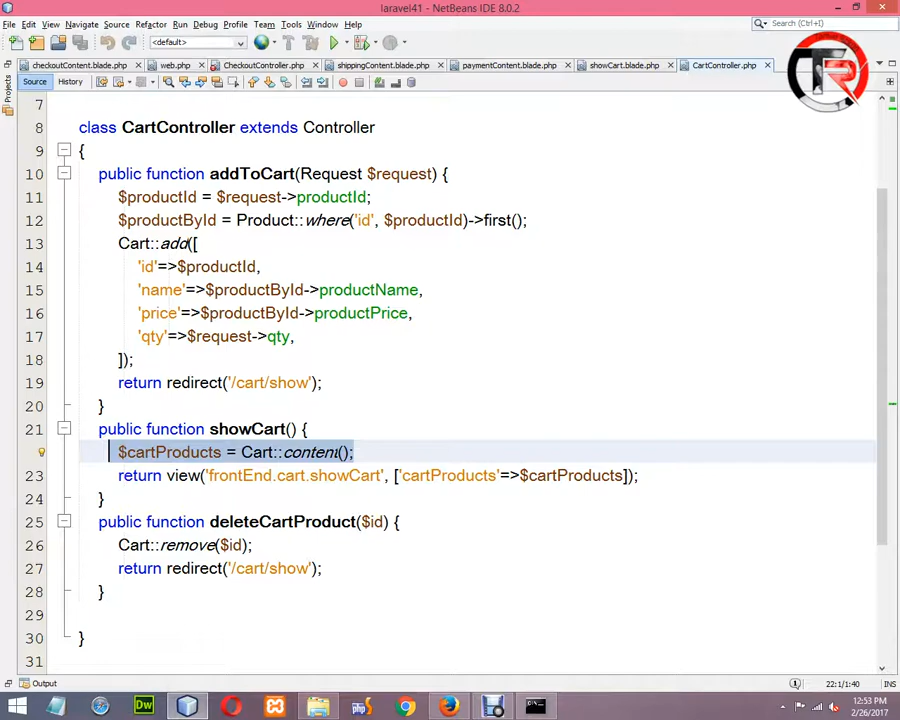 laravel41 - NetBeans IDE 8.0.2
File Edit View Navigate Source Refactor Run Debug Profile Team Tools Window Help
Search (Ctrl+I)
<default>
checkoutContent.blade.php web.php CheckoutController.php shippingContent.blade.php paymentContent.blade.php showCart.blade.php CartController.php
Source History
Projects
7
8 class CartController extends Controller
9 {
10 public function addToCart(Request $request) {
11 $productId = $request->productId;
12 $productById = Product::where('id', $productId)->first();
13 Cart::add([
14 'id'=>$productId,
15 'name'=>$productById->productName,
16 'price'=>$productById->productPrice,
17 'qty'=>$request->qty,
18 ]);
19 return redirect('/cart/show');
20 }
21 public function showCart() {
$cartProducts = Cart::content();
23 return view('frontEnd.cart.showCart', ['cartProducts'=>$cartProducts]);
24 }
25 public function deleteCartProduct($id) {
26 Cart::remove($id);
27 return redirect('/cart/show');
28 }
29
30 }
31
Output
22:1/1:40 INS
Dw
12:53 PM
2/26/2017
TR